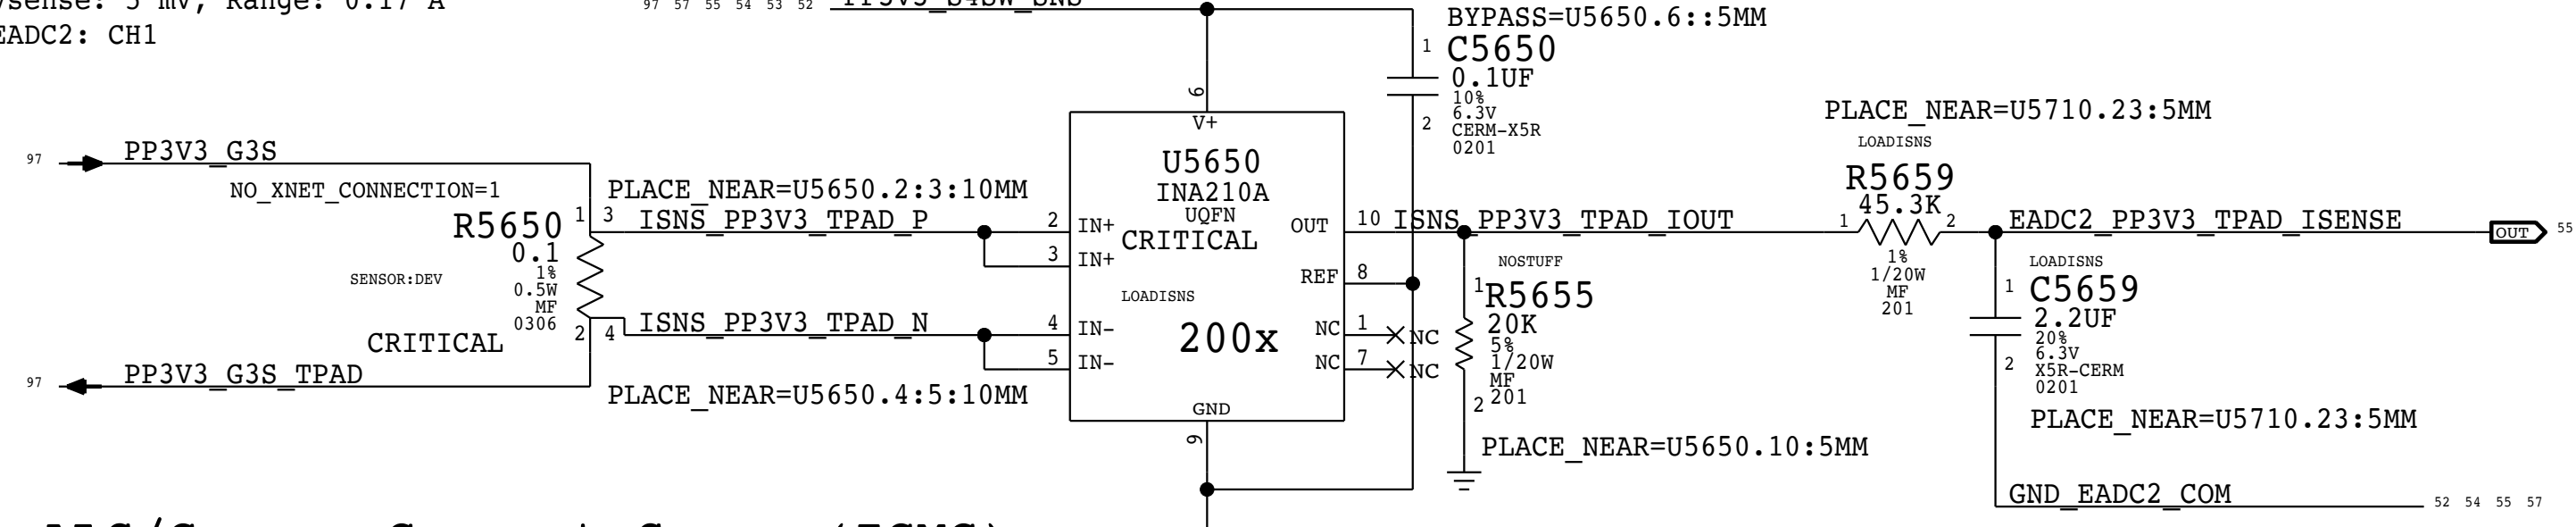 EADC2: CH1
97 57 55 54 53 52
BYPASS=U5650.6::5MM
1
C5650
0.1UF
10%
6.3V
CERM-X5R
0201
2
6
V+
U5650
INA210A
UQFN
CRITICAL
LOADISNS
200x
GND
9
97
PP3V3_G3S
NO_XNET_CONNECTION=1
PLACE_NEAR=U5650.2:3:10MM
R5650
0.1
1%
0.5W
MF
0306
SENSOR:DEV
CRITICAL
1 3
2 4
ISNS_PP3V3_TPAD_P
2 IN+
3 IN+
ISNS_PP3V3_TPAD_N
4 IN-
5 IN-
97
PP3V3_G3S_TPAD
PLACE_NEAR=U5650.4:5:10MM
OUT 10 ISNS_PP3V3_TPAD_IOUT
REF 8
NC 1 NC
NC 7 NC
NOSTUFF
1
R5655
20K
5%
1/20W
MF
201
2
PLACE_NEAR=U5650.10:5MM
PLACE_NEAR=U5710.23:5MM
LOADISNS
R5659
45.3K
1 2
1%
1/20W
MF
201
EADC2_PP3V3_TPAD_ISENSE
OUT 55
LOADISNS
1
C5659
2.2UF
20%
6.3V
X5R-CERM
0201
2
PLACE_NEAR=U5710.23:5MM
GND_EADC2_COM
52 54 55 57